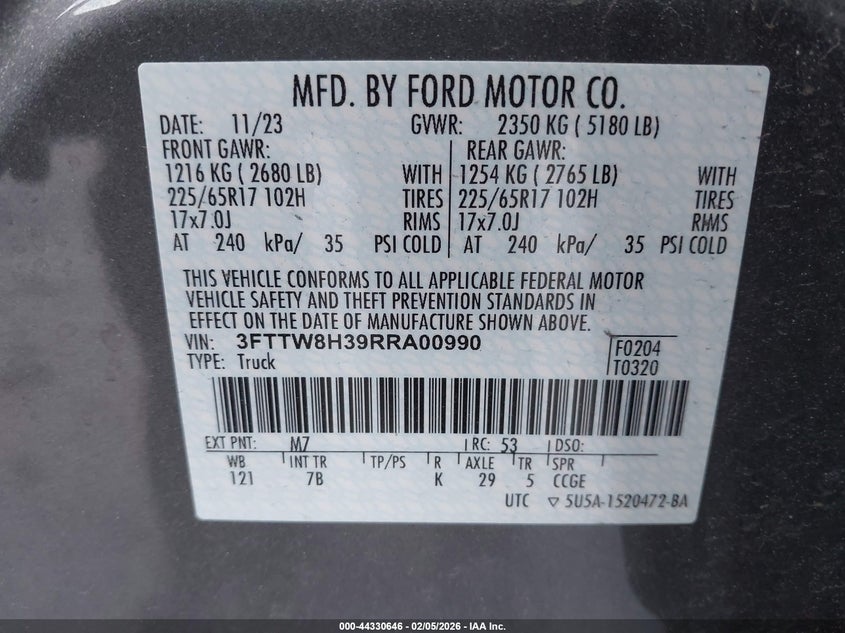 MFD. BY FORD MOTOR CO.
DATE: 11/23 GVWR: 2350 KG ( 5180 LB)
FRONT GAWR: REAR GAWR:
1216 KG ( 2680 LB) WITH 1254 KG ( 2765 LB) WITH
225/65R17 102H TIRES 225/65R17 102H TIRES
17x7.0J RIMS 17x7.0J RIMS
AT 240 kPa/ 35 PSI COLD AT 240 kPa/ 35 PSI COLD
THIS VEHICLE CONFORMS TO ALL APPLICABLE FEDERAL MOTOR
VEHICLE SAFETY AND THEFT PREVENTION STANDARDS IN
EFFECT ON THE DATE OF MANUFACTURE SHOWN ABOVE.
VIN: 3FTTW8H39RRA00990 F0204
TYPE: Truck T0320
EXT PNT: M7 RC: 53 DSO:
WB INT TR TP/PS R AXLE TR SPR
121 7B K 29 5 CCGE
UTC ▽ 5U5A-1520472-BA
000-44330646 - 02/05/2026 - IAA Inc.